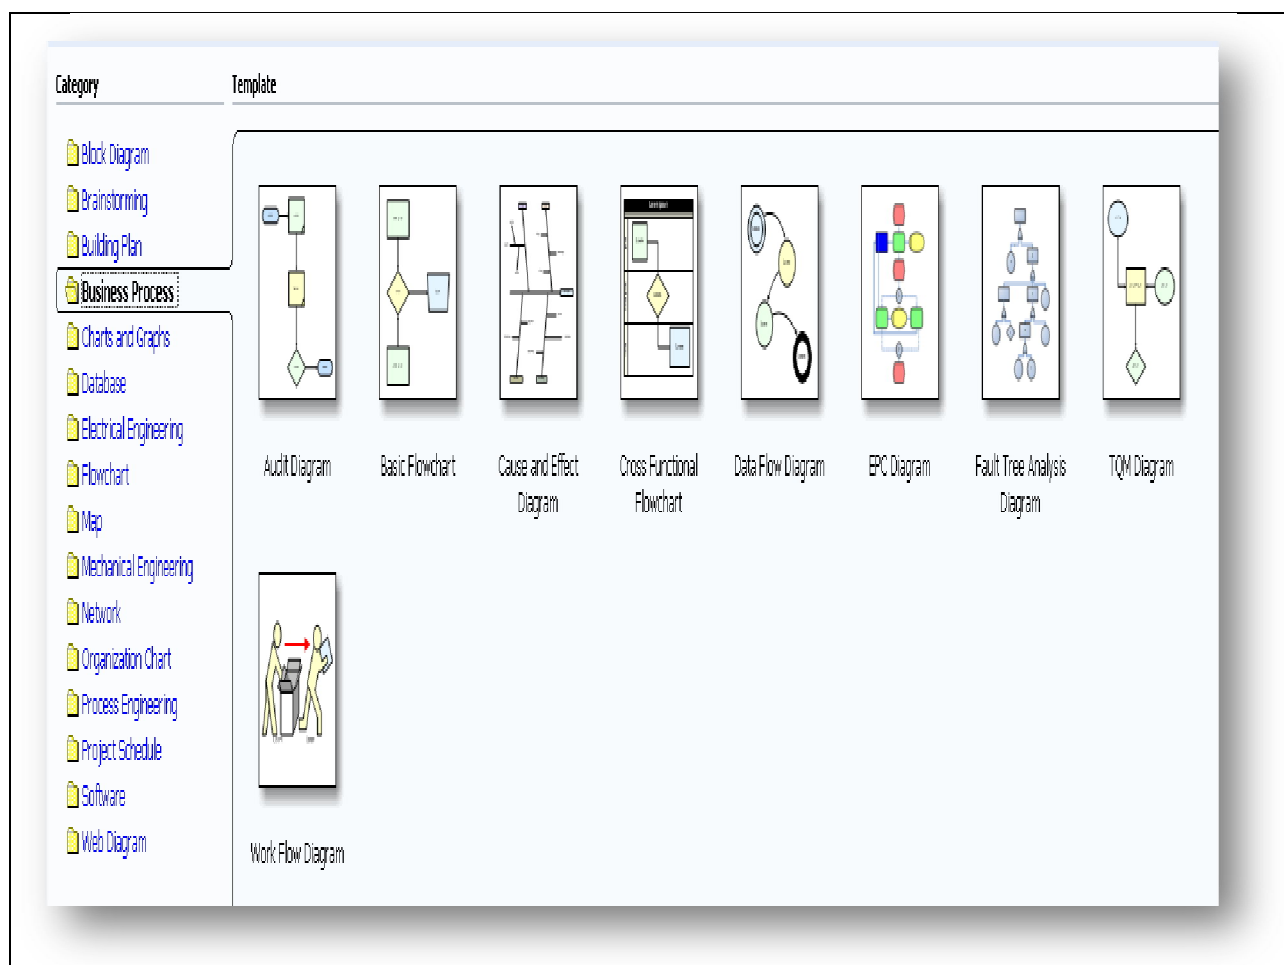 Category
Template
Block Diagram
Brainstorming
Building Plan
Business Process
Charts and Graphs
Database
Electrical Engineering
Flowchart
Map
Mechanical Engineering
Network
Organization Chart
Process Engineering
Project Schedule
Software
Web Diagram
Audit Diagram
Basic Flowchart
Cause and Effect
Diagram
Cross Functional
Flowchart
Data Flow Diagram
EPC Diagram
Fault Tree Analysis
Diagram
TQM Diagram
Work Flow Diagram